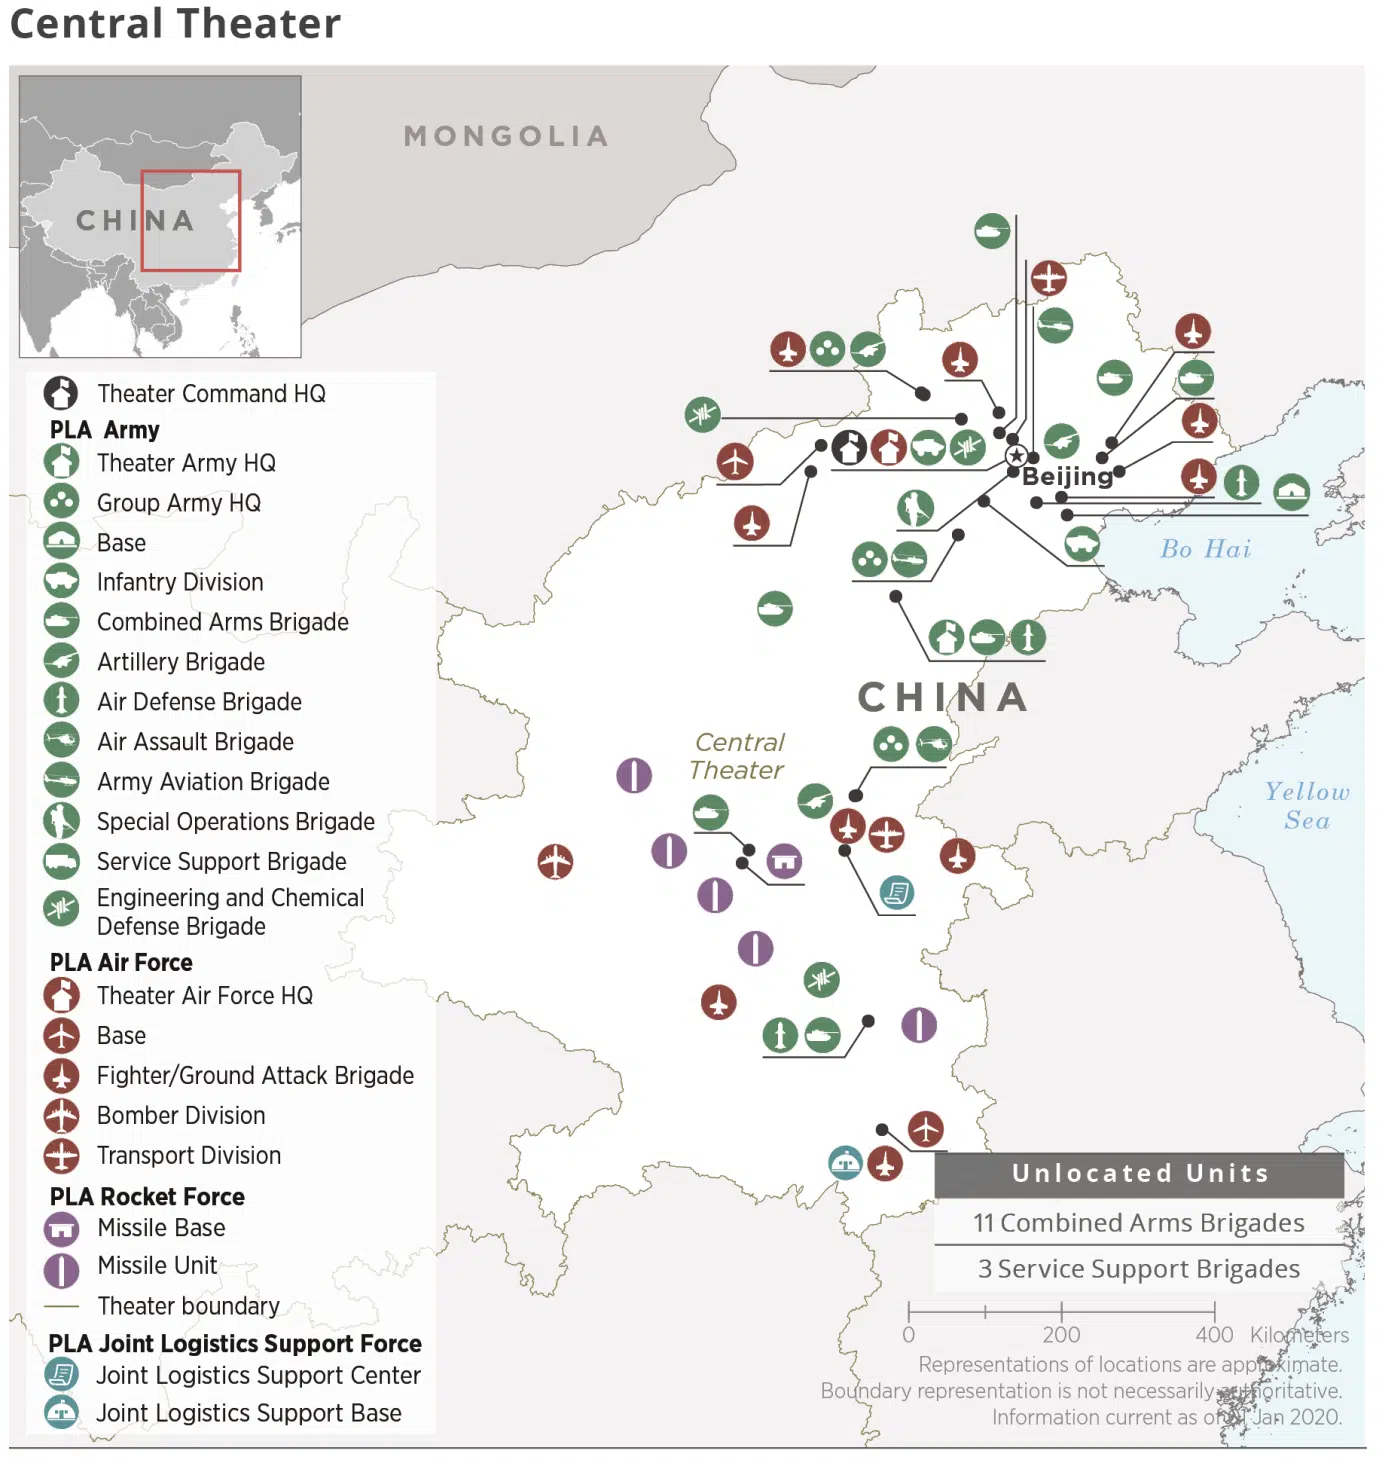 Central Theater
MONGOLIA
CHINA
Theater Command HQ
PLA Army
Theater Army HQ
Group Army HQ
Base
Infantry Division
Combined Arms Brigade
Artillery Brigade
Air Defense Brigade
Air Assault Brigade
Army Aviation Brigade
Special Operations Brigade
Service Support Brigade
Engineering and Chemical
Defense Brigade
PLA Air Force
Theater Air Force HQ
Base
Fighter/Ground Attack Brigade
Bomber Division
Transport Division
PLA Rocket Force
Missile Base
Missile Unit
Theater boundary
PLA Joint Logistics Support Force
Joint Logistics Support Center
Joint Logistics Support Base
Beijing
Bo Hai
CHINA
Central
Theater
Yellow
Sea
Unlocated Units
11 Combined Arms Brigades
3 Service Support Brigades
0 200 400 Kilometers
Representations of locations are approximate.
Boundary representation is not necessarily authoritative.
Information current as of Jan 2020.